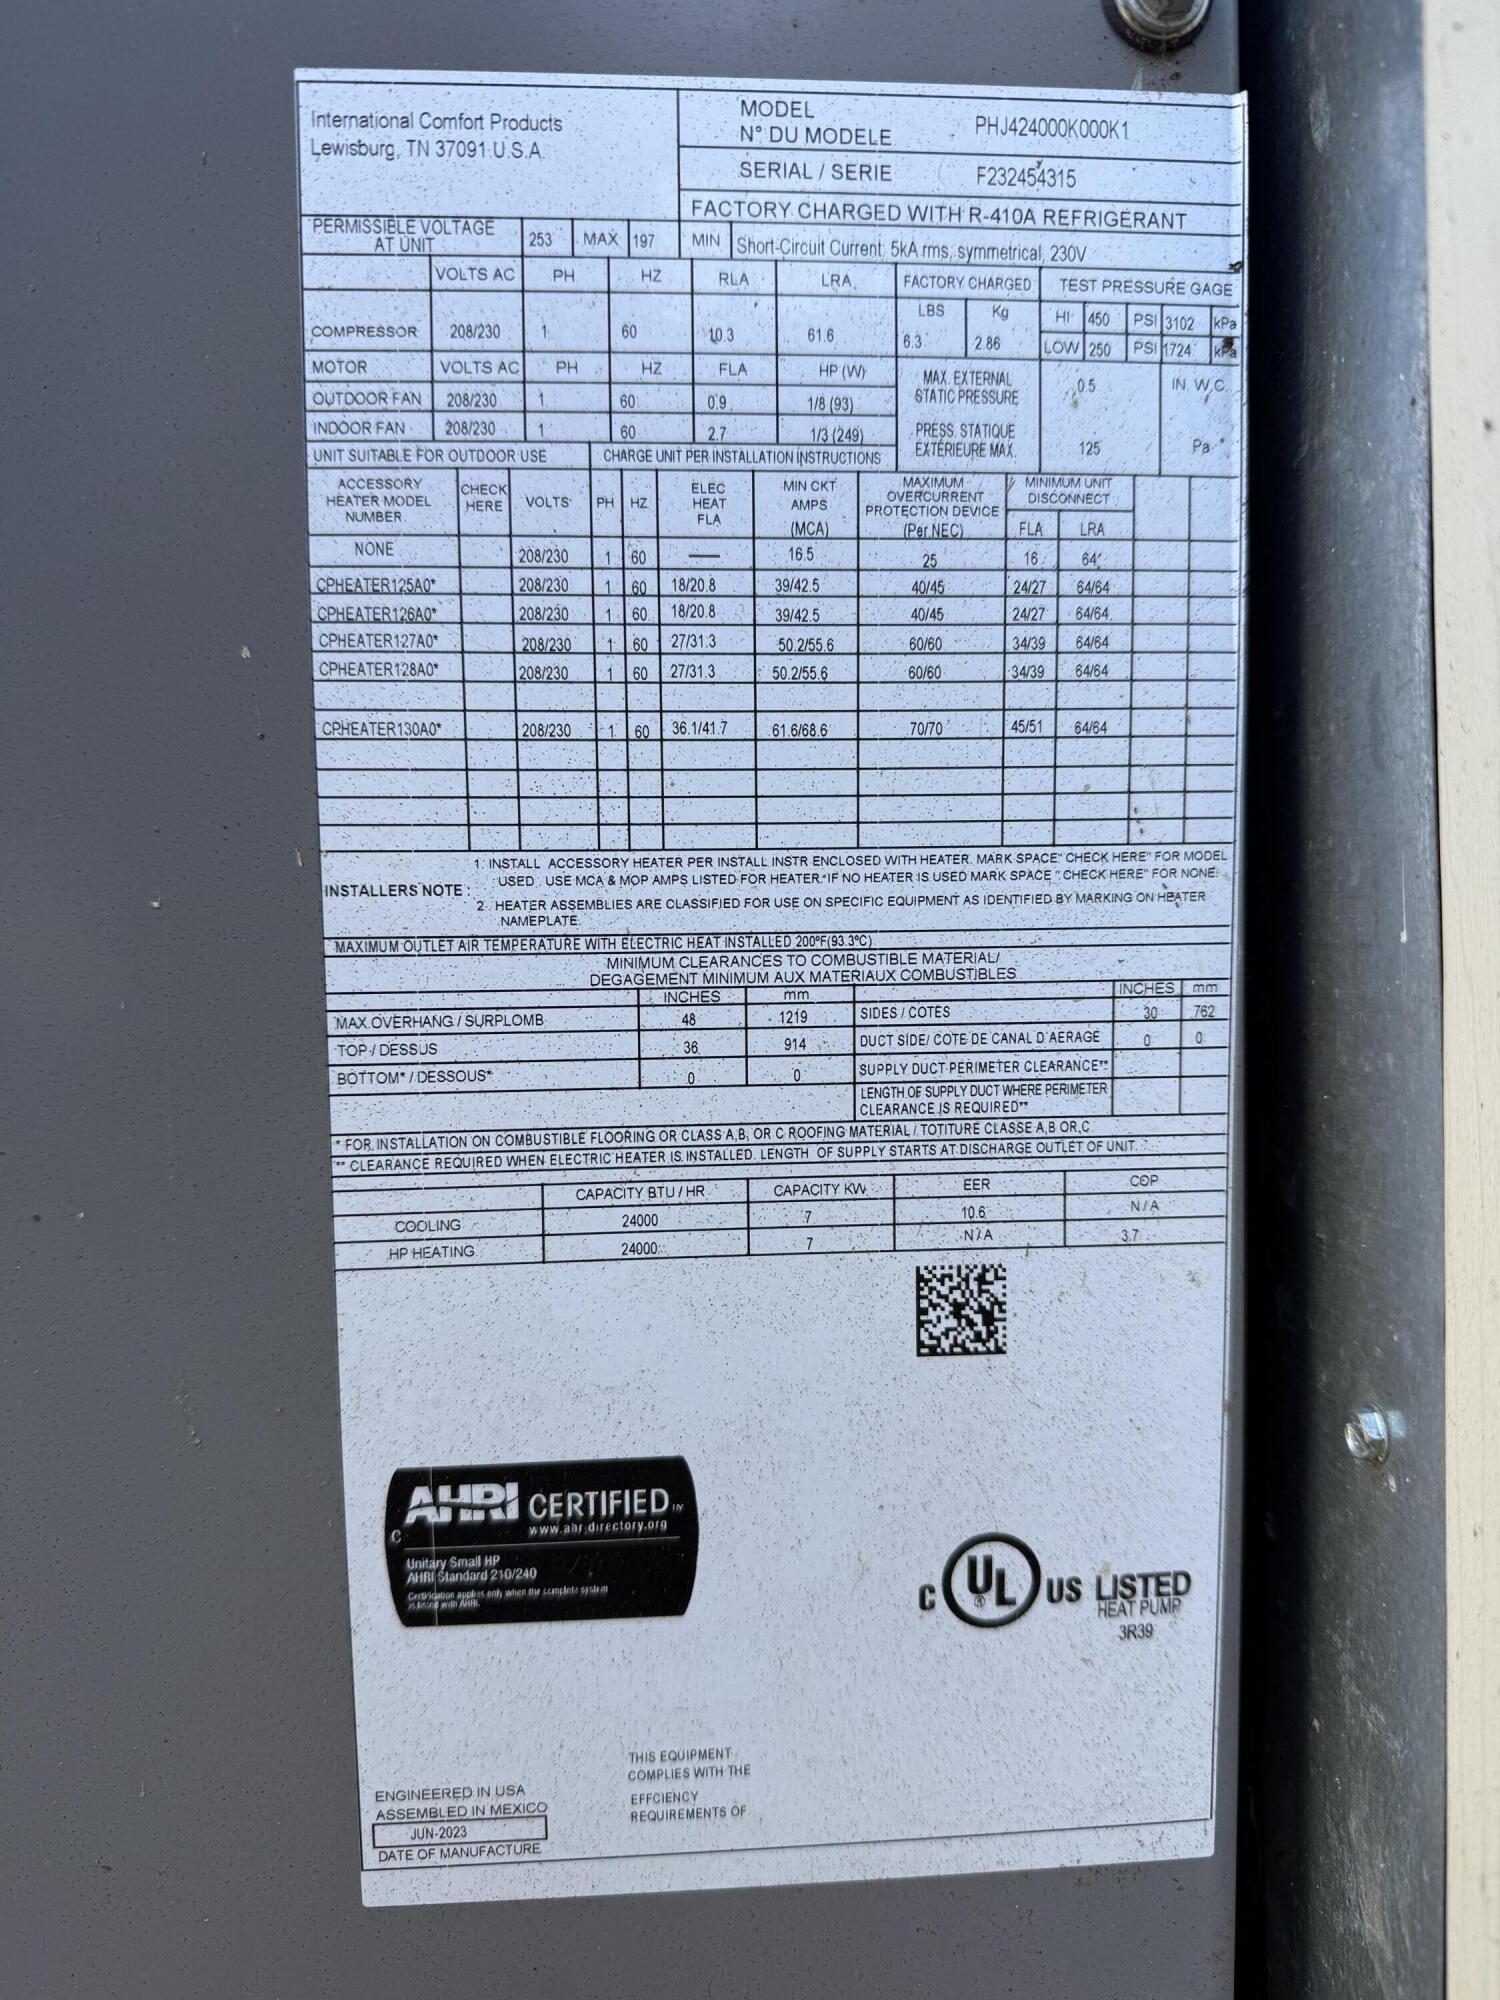 International Comfort Products
Lewisburg, TN 37091 U.S.A.
MODEL
N° DU MODELE
PHJ424000K000K1
SERIAL / SERIE
F232454315
FACTORY CHARGED WITH R-410A REFRIGERANT
PERMISSIBLE VOLTAGE
AT UNIT
253 MAX 197 MIN Short-Circuit Current: 5kA rms, symmetrical, 230V
VOLTS AC PH HZ RLA LRA FACTORY CHARGED TEST PRESSURE GAGE
LBS Kg HI 450 PSI 3102 kPa
COMPRESSOR 208/230 1 60 10.3 61.6 6.3 2.86
LOW 250 PSI 1724 kPa
MOTOR VOLTS AC PH HZ FLA HP (W)
OUTDOOR FAN 208/230 1 60 0.9 1/8 (93)
INDOOR FAN 208/230 1 60 2.7 1/3 (249)
MAX. EXTERNAL
STATIC PRESSURE
0.5 IN. W.C.
PRESS. STATIQUE
EXTÉRIEURE MAX.
125 Pa
UNIT SUITABLE FOR OUTDOOR USE CHARGE UNIT PER INSTALLATION INSTRUCTIONS
ACCESSORY
HEATER MODEL
NUMBER
CHECK
HERE
VOLTS PH HZ
ELEC
HEAT
FLA
MIN CKT
AMPS
(MCA)
MAXIMUM
OVERCURRENT
PROTECTION DEVICE
(Per NEC)
MINIMUM UNIT
DISCONNECT
FLA LRA
NONE 208/230 1 60 — 16.5 25 16 64
CPHEATER125A0* 208/230 1 60 18/20.8 39/42.5 40/45 24/27 64/64
CPHEATER126A0* 208/230 1 60 18/20.8 39/42.5 40/45 24/27 64/64
CPHEATER127A0* 208/230 1 60 27/31.3 50.2/55.6 60/60 34/39 64/64
CPHEATER128A0* 208/230 1 60 27/31.3 50.2/55.6 60/60 34/39 64/64
CPHEATER130A0* 208/230 1 60 36.1/41.7 61.6/68.6 70/70 45/51 64/64
INSTALLERS NOTE :
1. INSTALL ACCESSORY HEATER PER INSTALL INSTR ENCLOSED WITH HEATER. MARK SPACE" CHECK HERE" FOR MODEL
USED. USE MCA & MOP AMPS LISTED FOR HEATER."IF NO HEATER IS USED MARK SPACE " CHECK HERE" FOR NONE.
2. HEATER ASSEMBLIES ARE CLASSIFIED FOR USE ON SPECIFIC EQUIPMENT AS IDENTIFIED BY MARKING ON HEATER
NAMEPLATE.
MAXIMUM OUTLET AIR TEMPERATURE WITH ELECTRIC HEAT INSTALLED 200°F(93.3°C)
MINIMUM CLEARANCES TO COMBUSTIBLE MATERIAL/
DEGAGEMENT MINIMUM AUX MATERIAUX COMBUSTIBLES
INCHES mm INCHES mm
MAX.OVERHANG / SURPLOMB 48 1219 SIDES / COTES 30 762
TOP / DESSUS 36 914 DUCT SIDE/ COTE DE CANAL D'AERAGE 0 0
BOTTOM* / DESSOUS* 0 0 SUPPLY DUCT PERIMETER CLEARANCE**
LENGTH OF SUPPLY DUCT WHERE PERIMETER
CLEARANCE IS REQUIRED**
* FOR INSTALLATION ON COMBUSTIBLE FLOORING OR CLASS A,B, OR C ROOFING MATERIAL / TOTITURE CLASSE A,B OR,C
** CLEARANCE REQUIRED WHEN ELECTRIC HEATER IS INSTALLED. LENGTH OF SUPPLY STARTS AT DISCHARGE OUTLET OF UNIT.
CAPACITY BTU / HR CAPACITY KW EER COP
COOLING 24000 7 10.6 N/A
HP HEATING 24000 7 N/A 3.7
C AHRI CERTIFIED TM
www.ahridirectory.org
Unitary Small HP
AHRI Standard 210/240
Certification applies only when the complete system
is listed with AHRI.
C UL ® US LISTED
HEAT PUMP
3R39
THIS EQUIPMENT
COMPLIES WITH THE
EFFCIENCY
REQUIREMENTS OF
ENGINEERED IN USA
ASSEMBLED IN MEXICO
JUN-2023
DATE OF MANUFACTURE